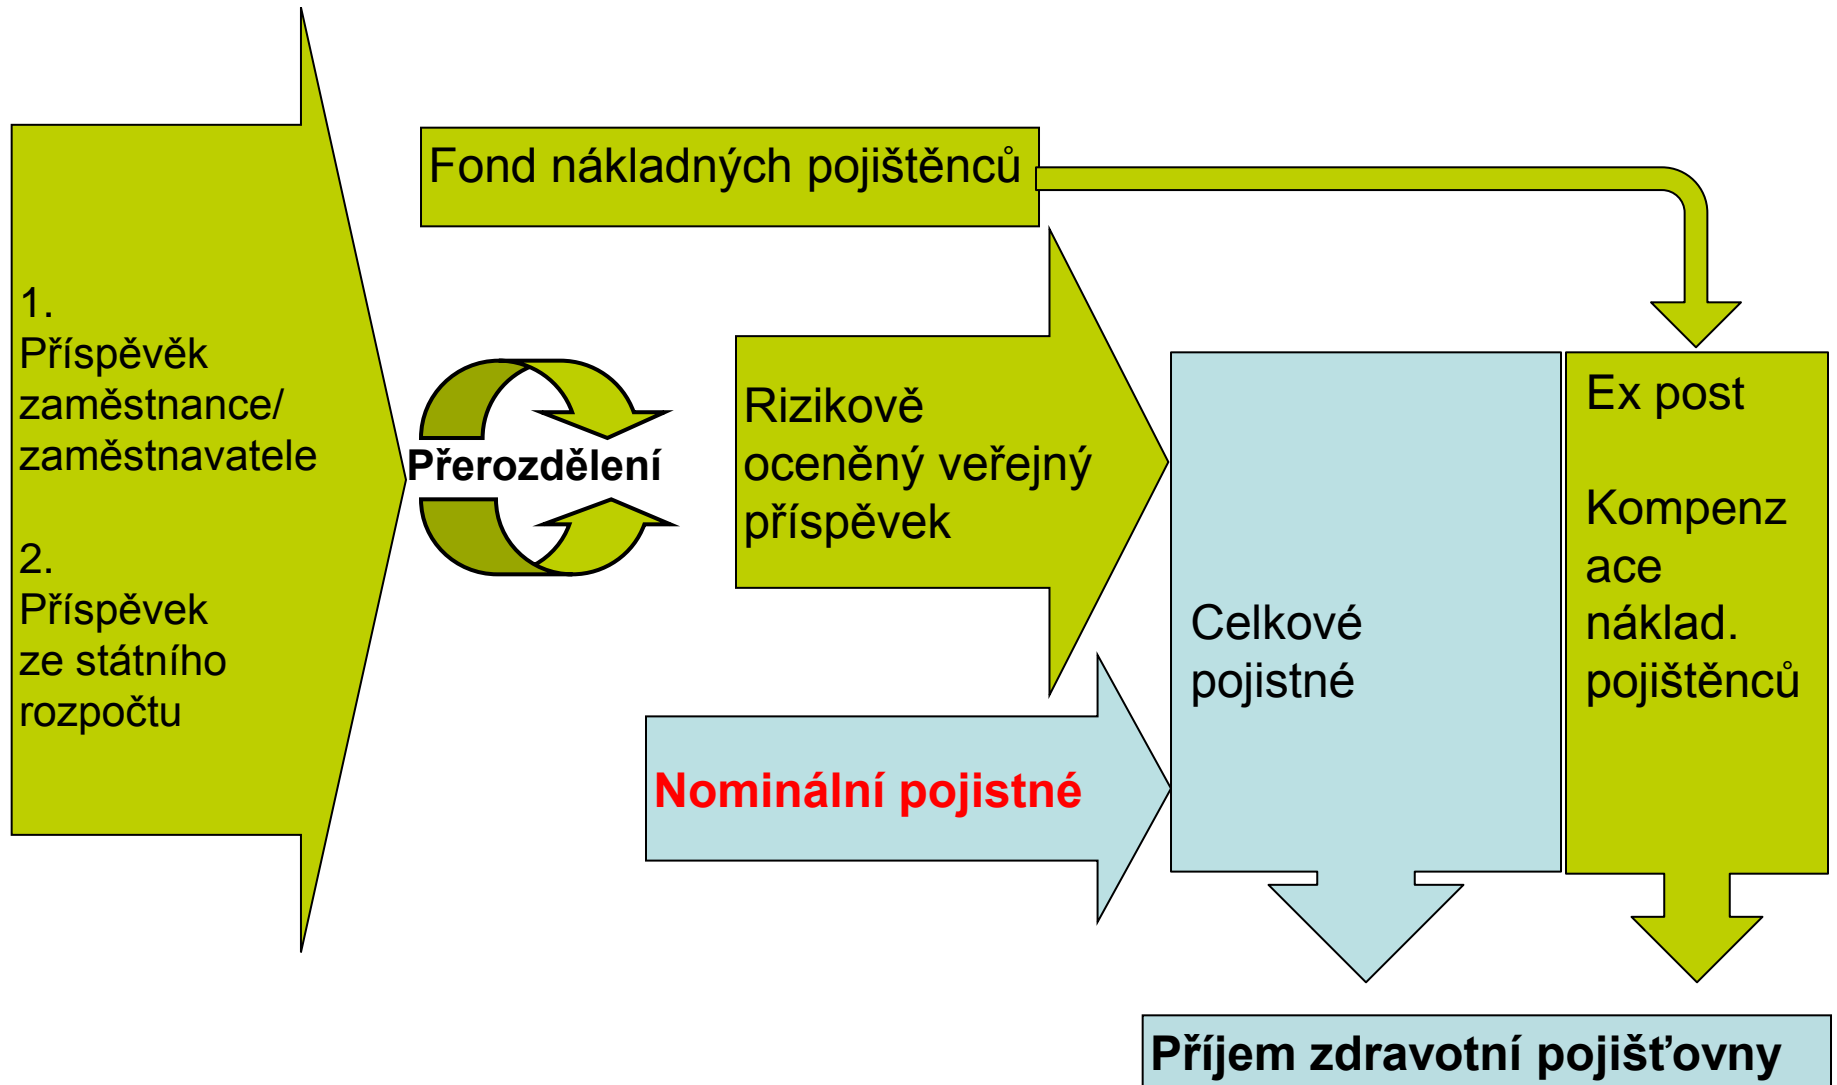 1.
Příspěvěk
zaměstnance/
zaměstnavatele
2.
Příspěvek
ze státního
rozpočtu
Fond nákladných pojištěnců
Přerozdělení
Rizikově
oceněný veřejný
příspěvek
Nominální pojistné
Celkové
pojistné
Ex post
Kompenz
ace
náklad.
pojištěnců
Příjem zdravotní pojišťovny